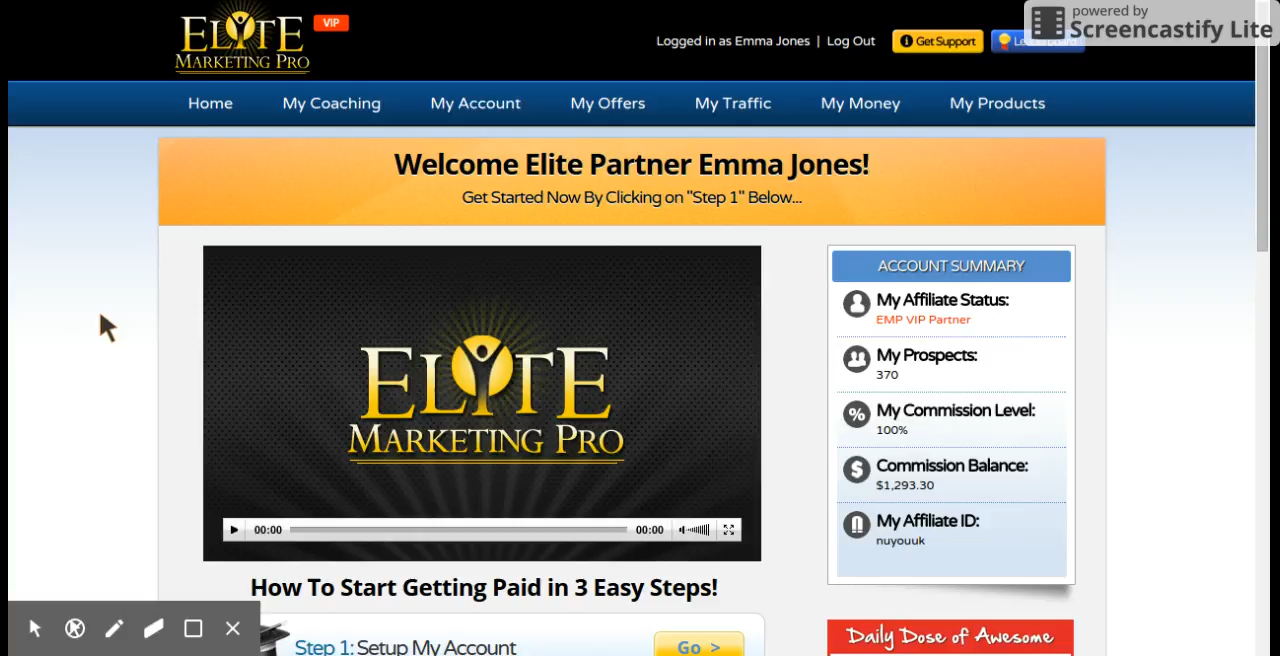 powered by
Screencastify Lite
ELYTE
MARKETING PRO
VIP
Logged in as Emma Jones | Log Out
Get Support
Home
My Coaching
My Account
My Offers
My Traffic
My Money
My Products
Welcome Elite Partner Emma Jones!
Get Started Now By Clicking on "Step 1" Below...
ELYTE
MARKETING PRO
00:00
00:00
ACCOUNT SUMMARY
My Affiliate Status:
EMP VIP Partner
My Prospects:
370
My Commission Level:
100%
Commission Balance:
$1,293.30
My Affiliate ID:
nuyouuk
How To Start Getting Paid in 3 Easy Steps!
Step 1: Setup My Account
Go >
Daily Dose of Awesome